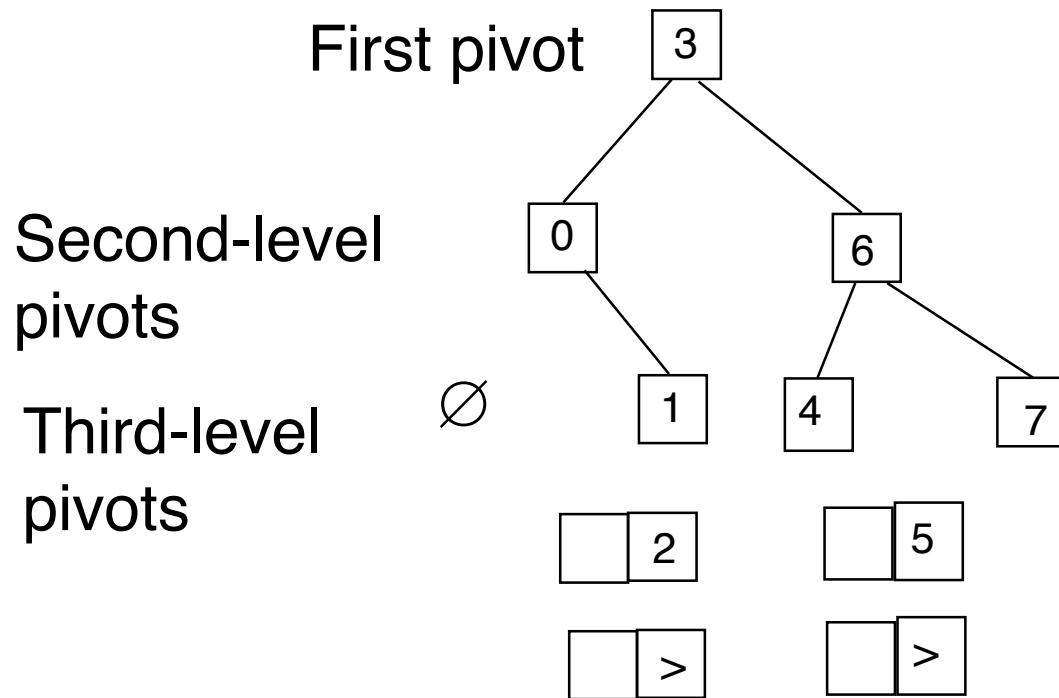 First pivot 3
Second-level
pivots
0 6
Third-level
pivots
∅ 1 4 7
2 5
> >